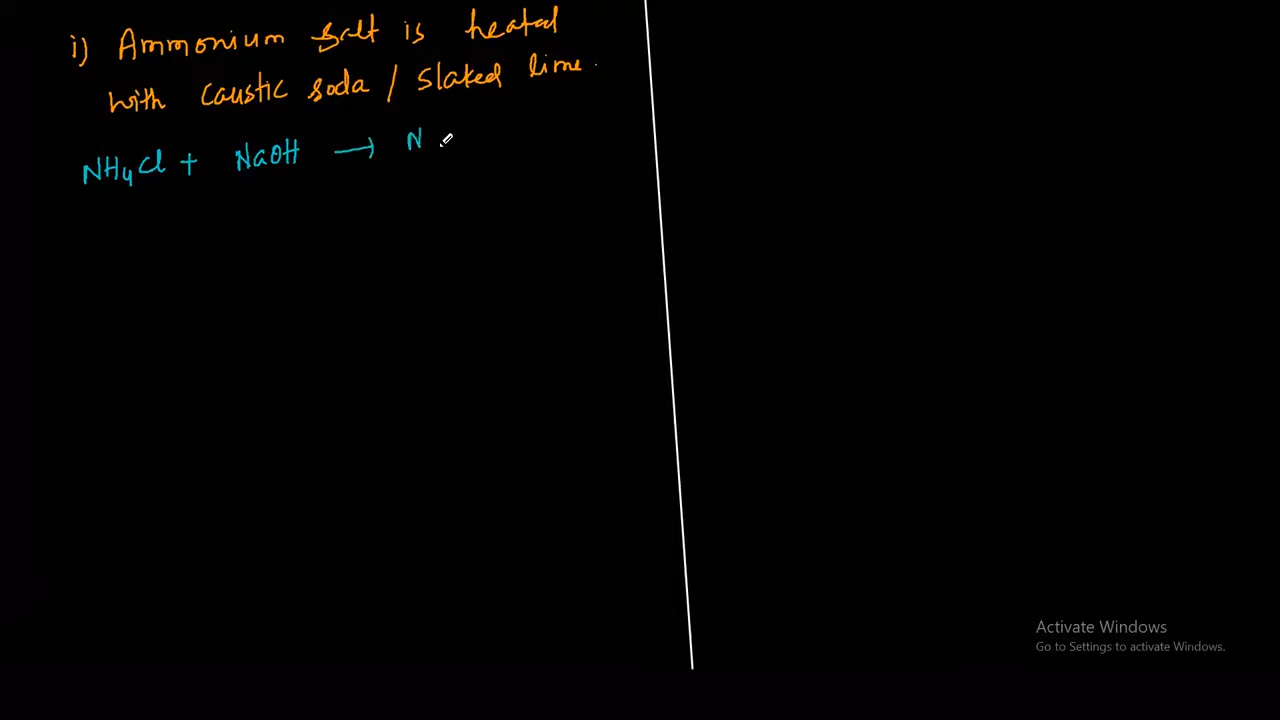 i) Ammonium salt is heated
with caustic soda / slaked lime.
NH4Cl + NaOH → N
Activate Windows
Go to Settings to activate Windows.